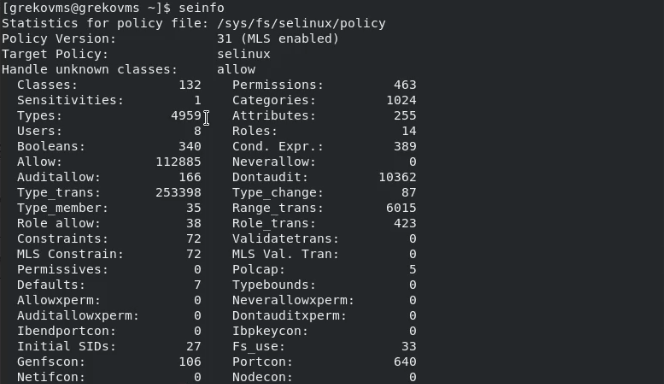 [grekovms@grekovms ~]$ seinfo
Statistics for policy file: /sys/fs/selinux/policy
Policy Version:             31 (MLS enabled)
Target Policy:              selinux
Handle unknown classes:     allow
  Classes:             132    Permissions:         463
  Sensitivities:         1    Categories:         1024
  Types:              4959    Attributes:          255
  Users:                 8    Roles:                14
  Booleans:            340    Cond. Expr.:         389
  Allow:            112885    Neverallow:            0
  Auditallow:          166    Dontaudit:         10362
  Type_trans:       253398    Type_change:          87
  Type_member:          35    Range_trans:        6015
  Role allow:           38    Role_trans:          423
  Constraints:          72    Validatetrans:         0
  MLS Constrain:        72    MLS Val. Tran:         0
  Permissives:           0    Polcap:                5
  Defaults:              7    Typebounds:            0
  Allowxperm:            0    Neverallowxperm:       0
  Auditallowxperm:       0    Dontauditxperm:        0
  Ibendportcon:          0    Ibpkeycon:             0
  Initial SIDs:         27    Fs_use:               33
  Genfscon:            106    Portcon:             640
  Netifcon:              0    Nodecon:               0